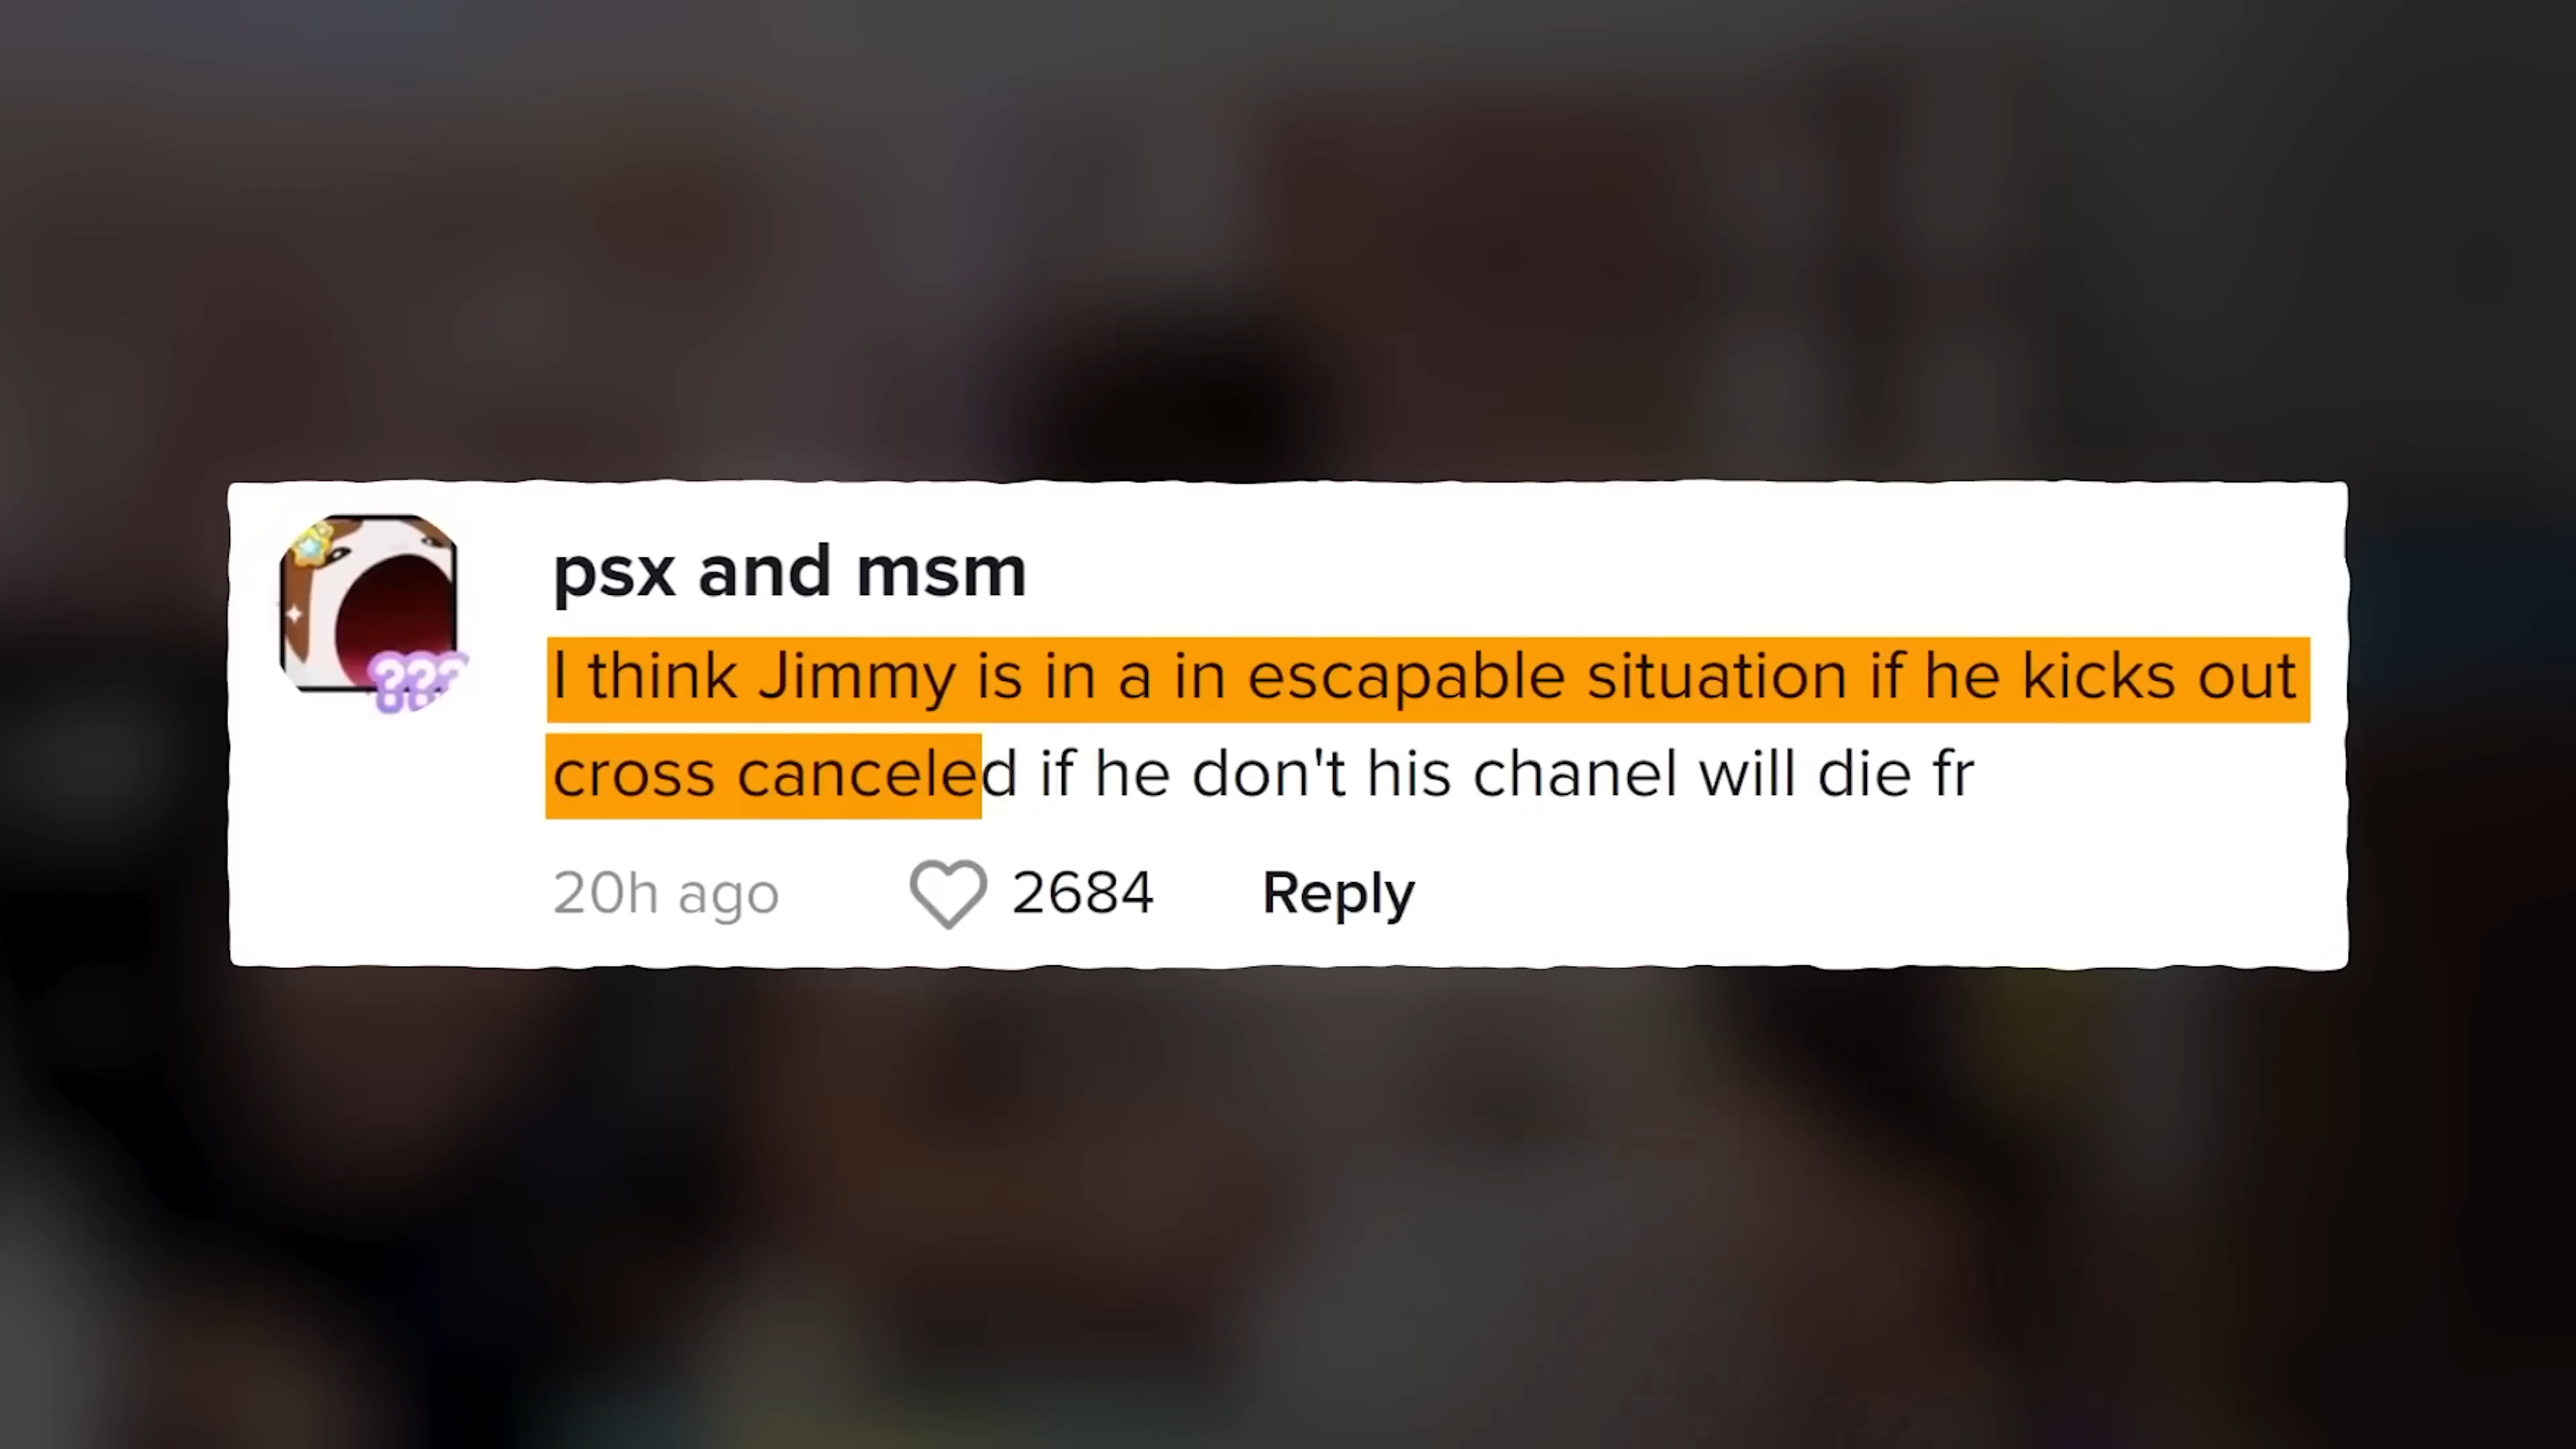 psx and msm
I think Jimmy is in a in escapable situation if he kicks out
cross canceled if he don't his chanel will die fr
20h ago 2684 Reply
???